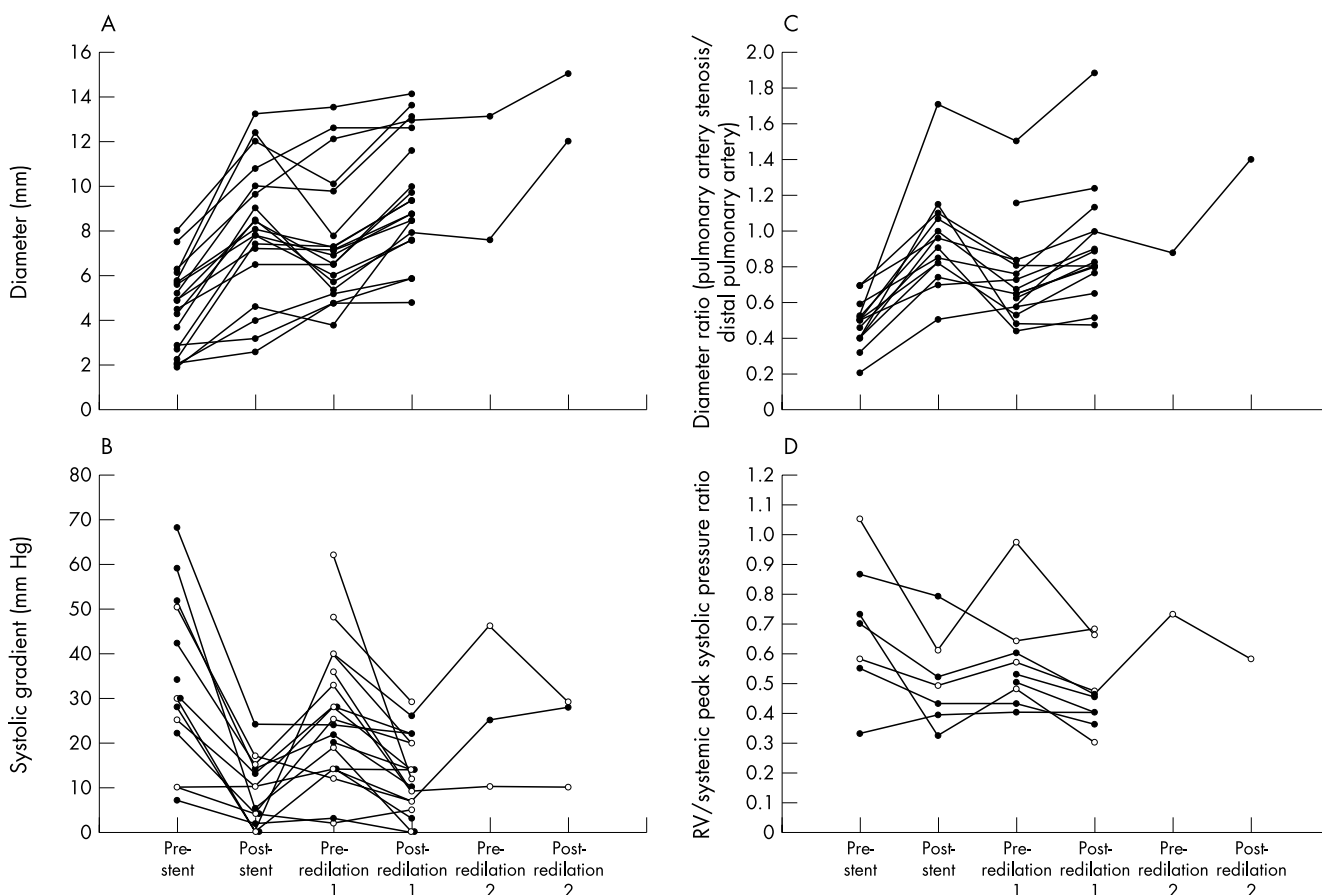 A
Diameter (mm)
16
14
12
10
8
6
4
2
0
C
Diameter ratio (pulmonary artery stenosis/
distal pulmonary artery)
2.0
1.8
1.6
1.4
1.2
1.0
0.8
0.6
0.4
0.2
0
B
Systolic gradient (mm Hg)
80
70
60
50
40
30
20
10
0
Pre-
stent
Post-
stent
Pre-
redilation
1
Post-
redilation
1
Pre-
redilation
2
Post-
redilation
2
D
RV/systemic peak systolic pressure ratio
1.2
1.1
1.0
0.9
0.8
0.7
0.6
0.5
0.4
0.3
0.2
0.1
0
Pre-
stent
Post-
stent
Pre-
redilation
1
Post-
redilation
1
Pre-
redilation
2
Post-
redilation
2